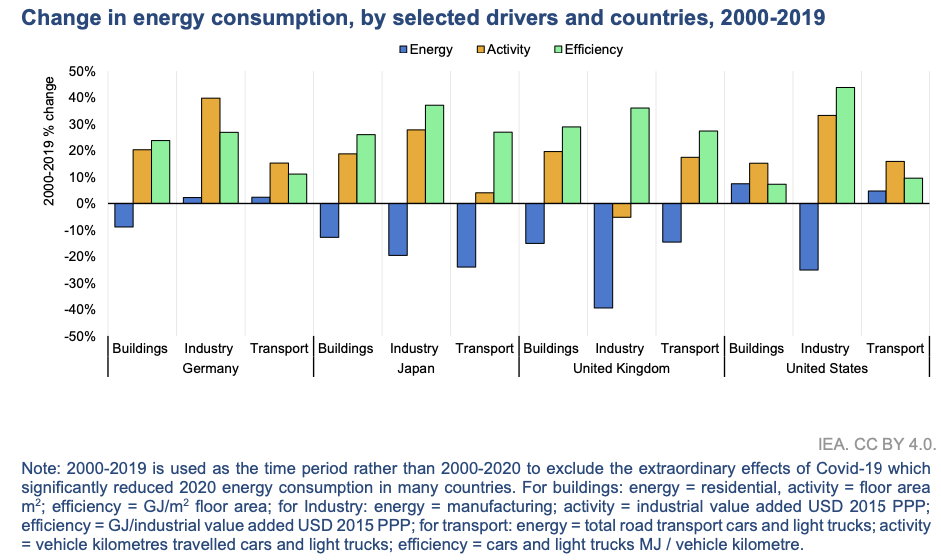 Change in energy consumption, by selected drivers and countries, 2000-2019
Energy Activity Efficiency
2000-2019 % change
50%
40%
30%
20%
10%
0%
-10%
-20%
-30%
-40%
-50%
Buildings Industry Transport Buildings Industry Transport Buildings Industry Transport Buildings Industry Transport
Germany Japan United Kingdom United States
IEA. CC BY 4.0.
Note: 2000-2019 is used as the time period rather than 2000-2020 to exclude the extraordinary effects of Covid-19 which
significantly reduced 2020 energy consumption in many countries. For buildings: energy = residential, activity = floor area
m²; efficiency = GJ/m² floor area; for Industry: energy = manufacturing; activity = industrial value added USD 2015 PPP;
efficiency = GJ/industrial value added USD 2015 PPP; for transport: energy = total road transport cars and light trucks; activity
= vehicle kilometres travelled cars and light trucks; efficiency = cars and light trucks MJ / vehicle kilometre.